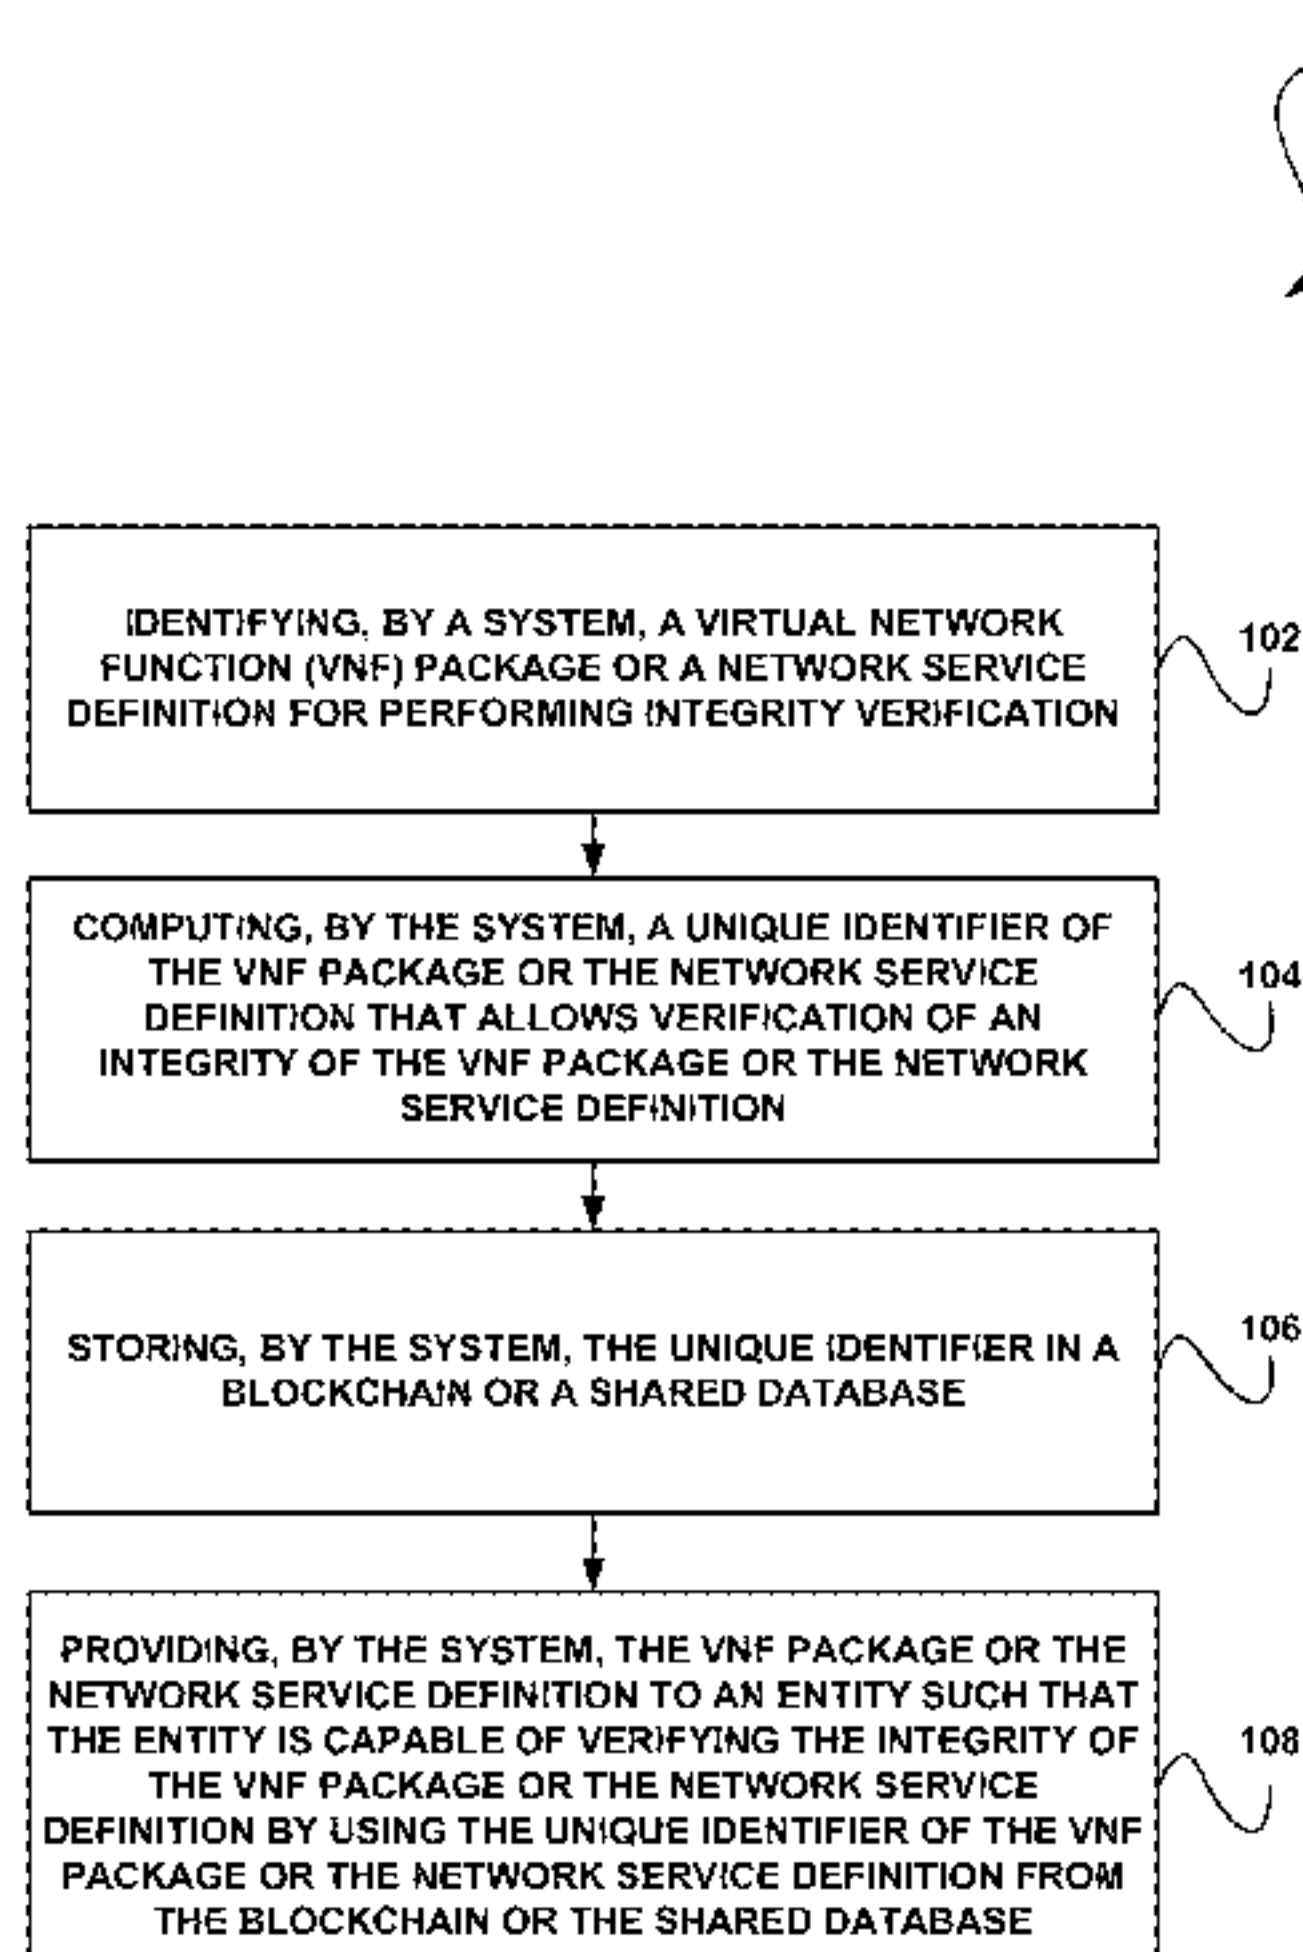 IDENTIFYING, BY A SYSTEM, A VIRTUAL NETWORK
FUNCTION (VNF) PACKAGE OR A NETWORK SERVICE
DEFINITION FOR PERFORMING INTEGRITY VERIFICATION
102
COMPUTING, BY THE SYSTEM, A UNIQUE IDENTIFIER OF
THE VNF PACKAGE OR THE NETWORK SERVICE
DEFINITION THAT ALLOWS VERIFICATION OF AN
INTEGRITY OF THE VNF PACKAGE OR THE NETWORK
SERVICE DEFINITION
104
STORING, BY THE SYSTEM, THE UNIQUE IDENTIFIER IN A
BLOCKCHAIN OR A SHARED DATABASE
106
PROVIDING, BY THE SYSTEM, THE VNF PACKAGE OR THE
NETWORK SERVICE DEFINITION TO AN ENTITY SUCH THAT
THE ENTITY IS CAPABLE OF VERIFYING THE INTEGRITY OF
THE VNF PACKAGE OR THE NETWORK SERVICE
DEFINITION BY USING THE UNIQUE IDENTIFIER OF THE VNF
PACKAGE OR THE NETWORK SERVICE DEFINITION FROM
THE BLOCKCHAIN OR THE SHARED DATABASE
108